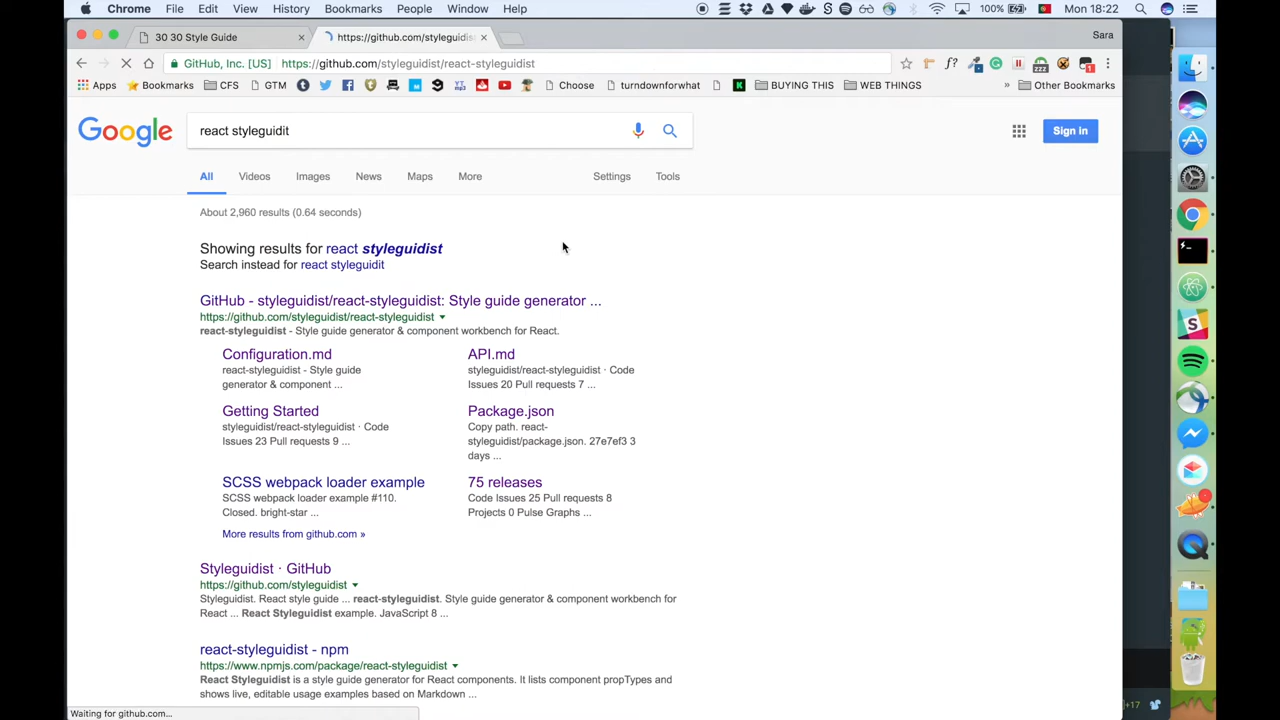 Chrome File Edit View History Bookmarks People Window Help 100% Mon 18:22
30 30 Style Guide × https://github.com/styleguidis × Sara
GitHub, Inc. [US] https://github.com/styleguidist/react-styleguidist
Apps Bookmarks CFS GTM Choose turndownforwhat BUYING THIS WEB THINGS » Other Bookmarks
Google react styleguidit Sign in
All Videos Images News Maps More Settings Tools
About 2,960 results (0.64 seconds)
Showing results for react styleguidist
Search instead for react styleguidit
GitHub - styleguidist/react-styleguidist: Style guide generator ...
https://github.com/styleguidist/react-styleguidist
react-styleguidist - Style guide generator & component workbench for React.
Configuration.md
react-styleguidist - Style guide
generator & component ...
API.md
styleguidist/react-styleguidist · Code
Issues 20 Pull requests 7 ...
Getting Started
styleguidist/react-styleguidist · Code
Issues 23 Pull requests 9 ...
Package.json
Copy path. react-
styleguidist/package.json. 27e7ef3 3
days ...
SCSS webpack loader example
SCSS webpack loader example #110.
Closed. bright-star ...
75 releases
Code Issues 25 Pull requests 8
Projects 0 Pulse Graphs ...
More results from github.com »
Styleguidist · GitHub
https://github.com/styleguidist
Styleguidist. React style guide ... react-styleguidist. Style guide generator & component workbench for
React ... React Styleguidist example. JavaScript 8 ...
react-styleguidist - npm
https://www.npmjs.com/package/react-styleguidist
React Styleguidist is a style guide generator for React components. It lists component propTypes and
shows live, editable usage examples based on Markdown ...
Waiting for github.com...
+17